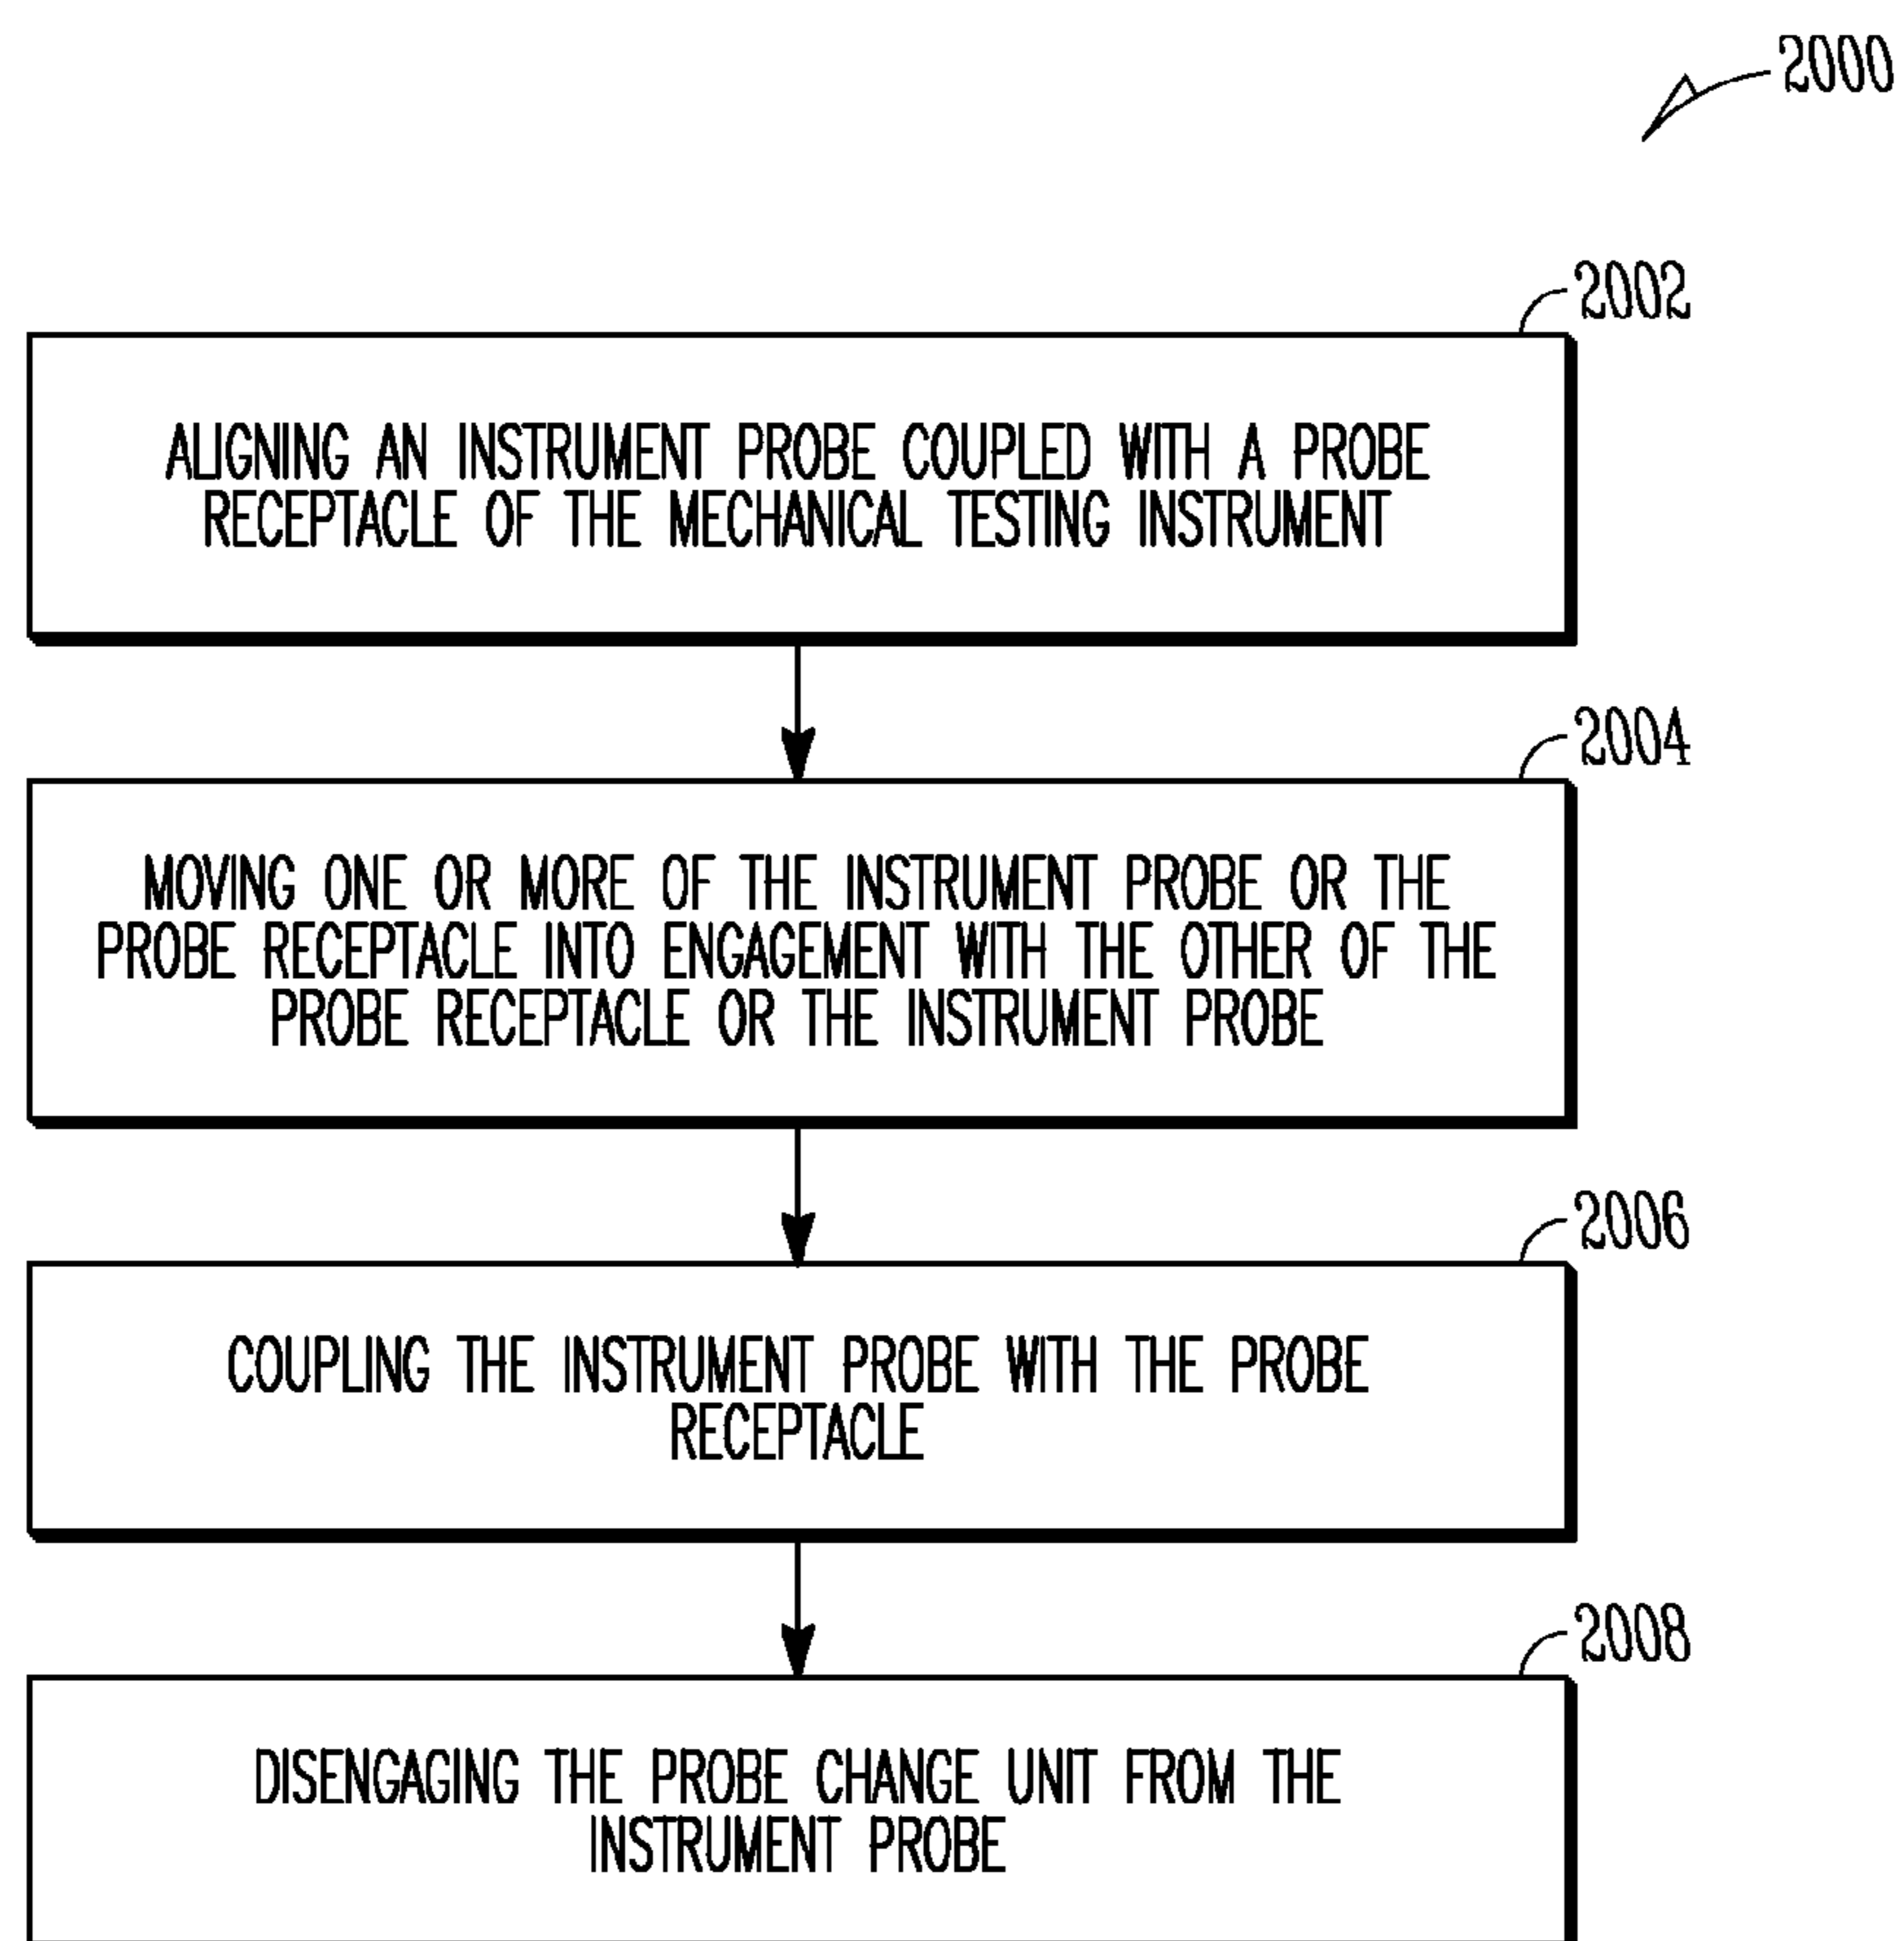 2000
2002
ALIGNING AN INSTRUMENT PROBE COUPLED WITH A PROBE
RECEPTACLE OF THE MECHANICAL TESTING INSTRUMENT
2004
MOVING ONE OR MORE OF THE INSTRUMENT PROBE OR THE
PROBE RECEPTACLE INTO ENGAGEMENT WITH THE OTHER OF THE
PROBE RECEPTACLE OR THE INSTRUMENT PROBE
2006
COUPLING THE INSTRUMENT PROBE WITH THE PROBE
RECEPTACLE
2008
DISENGAGING THE PROBE CHANGE UNIT FROM THE
INSTRUMENT PROBE